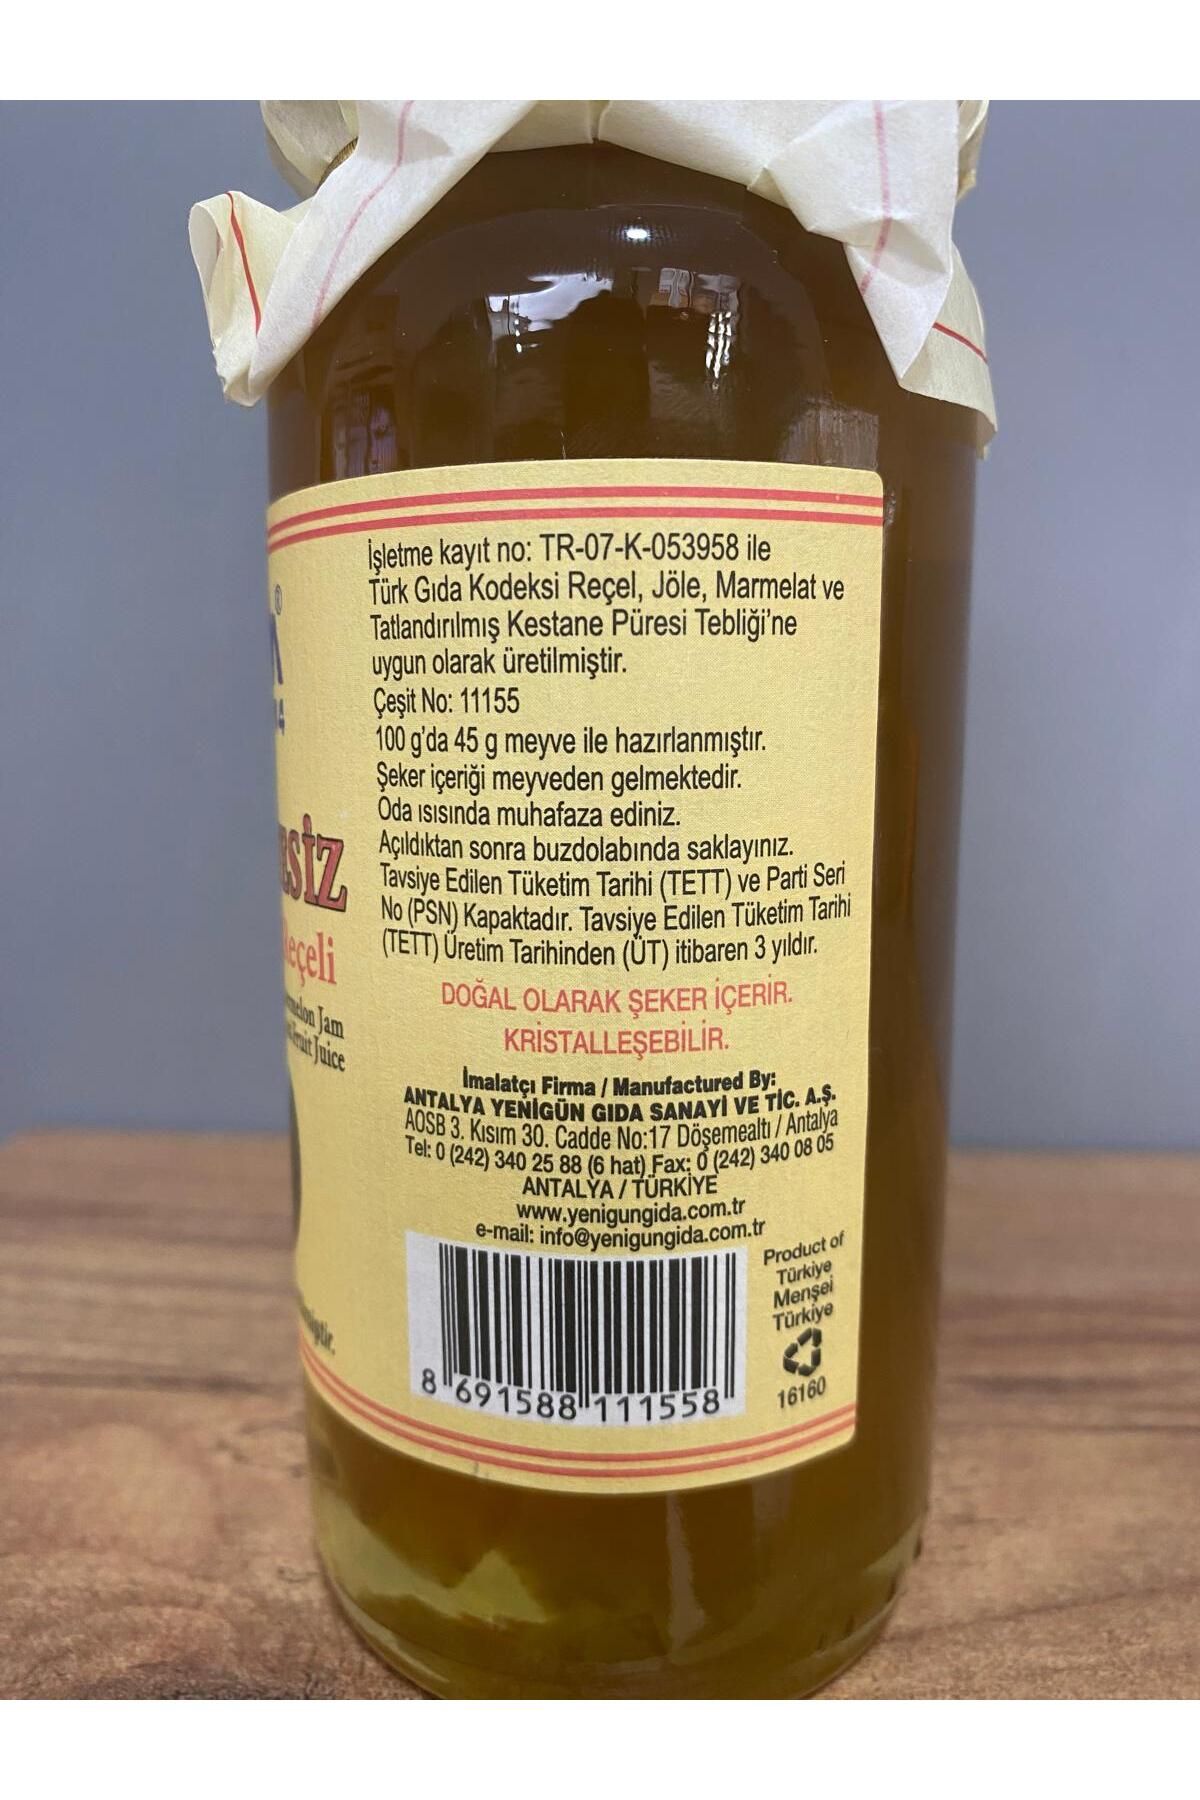 İşletme kayıt no: TR-07-K-053958 ile
Türk Gıda Kodeksi Reçel, Jöle, Marmelat ve
Tatlandırılmış Kestane Püresi Tebliği'ne
uygun olarak üretilmiştir.
Çeşit No: 11155
100 g'da 45 g meyve ile hazırlanmıştır.
Şeker içeriği meyveden gelmektedir.
Oda ısısında muhafaza ediniz.
Açıldıktan sonra buzdolabında saklayınız.
Tavsiye Edilen Tüketim Tarihi (TETT) ve Parti Seri
No (PSN) Kapaktadır. Tavsiye Edilen Tüketim Tarihi
(TETT) Üretim Tarihinden (ÜT) itibaren 3 yıldır.
DOĞAL OLARAK ŞEKER İÇERİR.
KRİSTALLEŞEBİLİR.
İmalatçı Firma / Manufactured By:
ANTALYA YENİGÜN GIDA SANAYİ VE TİC. A.Ş.
AOSB 3. Kısım 30. Cadde No:17 Döşemealtı / Antalya
Tel: 0 (242) 340 25 88 (6 hat) Fax: 0 (242) 340 08 05
ANTALYA / TÜRKİYE
www.yenigungida.com.tr
e-mail: info@yenigungida.com.tr
8 691588 111558
Product of
Türkiye
Menşei
Türkiye
16160
Jam
Juice